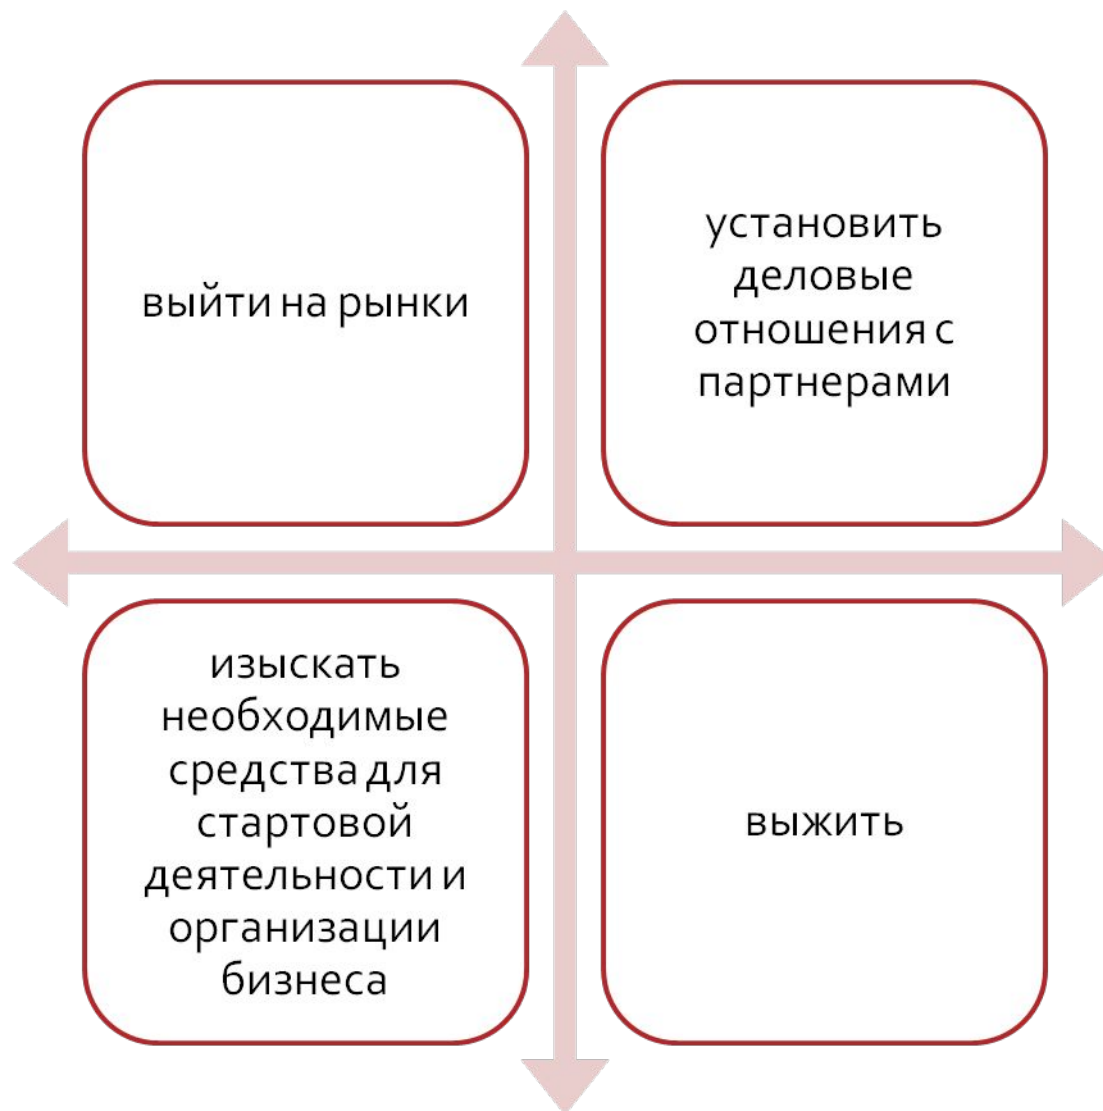 выйти на рынки
установить
деловые
отношения с
партнерами
изыскать
необходимые
средства для
стартовой
деятельности и
организации
бизнеса
выжить